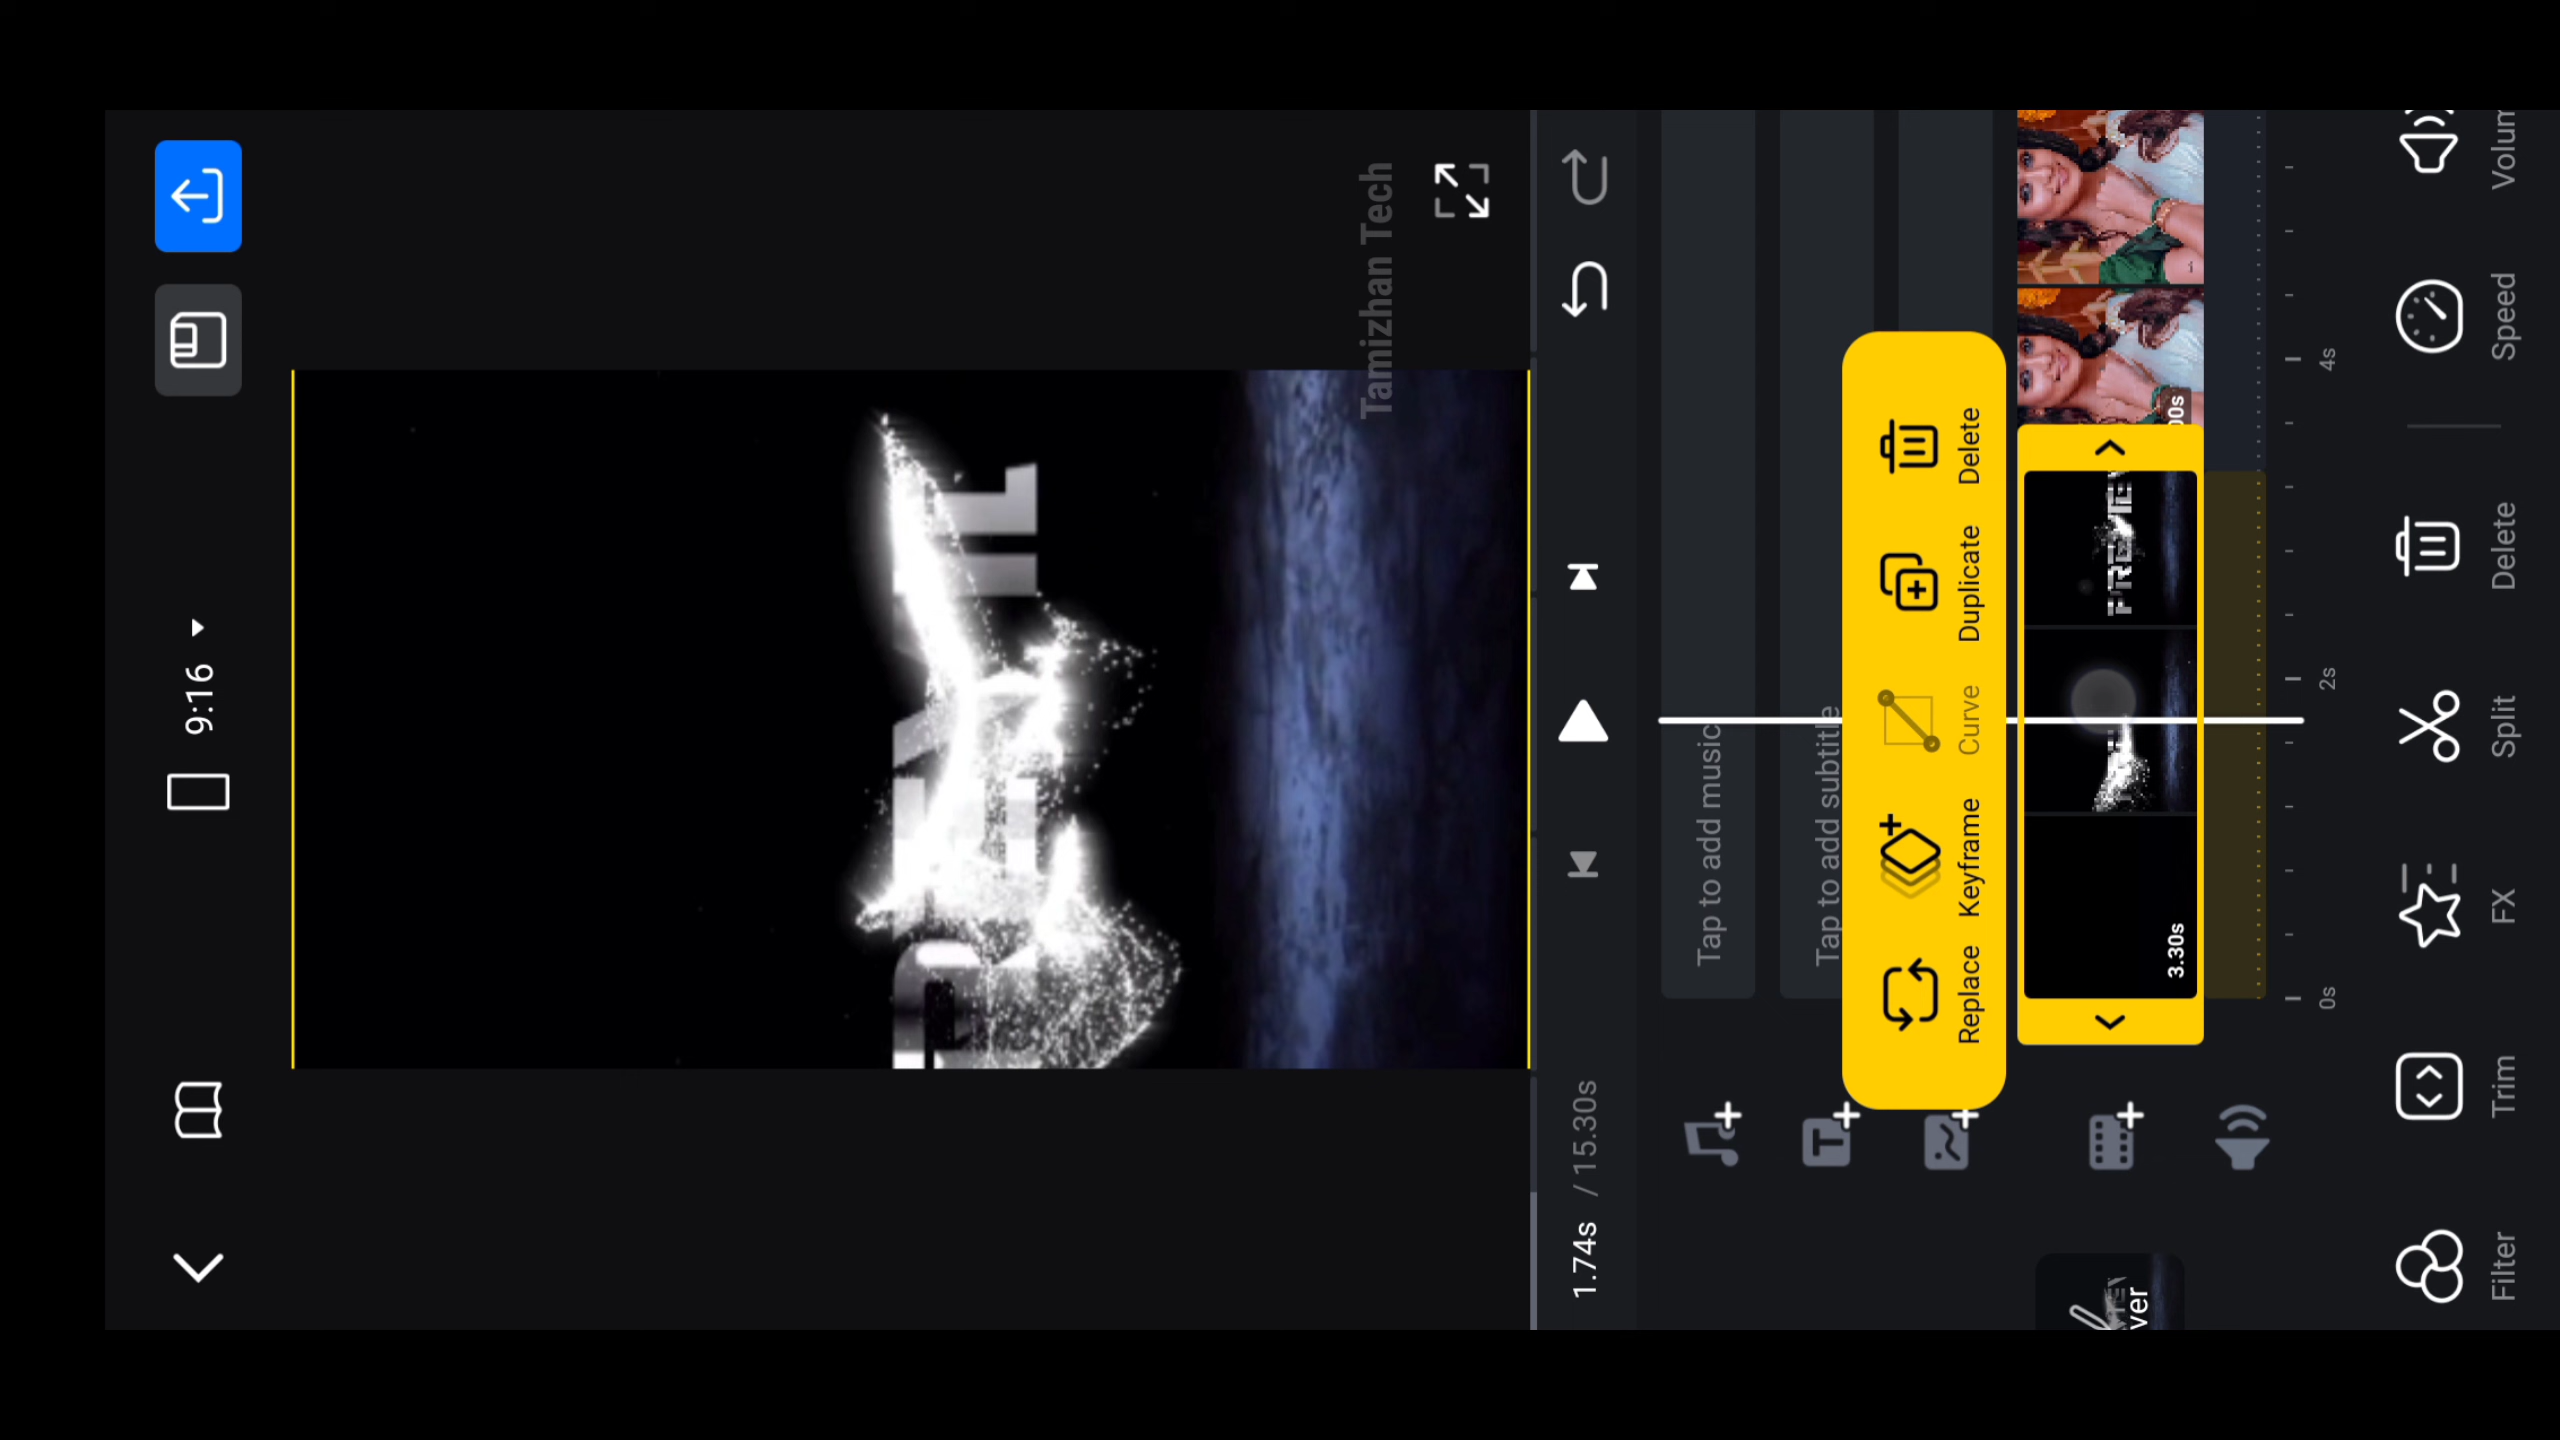 9:16
Tamizhan Tech
1.74s / 15.30s
Tap to add music
Tap to add subtitle
Replace
Keyframe
Curve
Duplicate
Delete
3.30s
0s
2s
4s
Filter
Trim
FX
Split
Delete
Speed